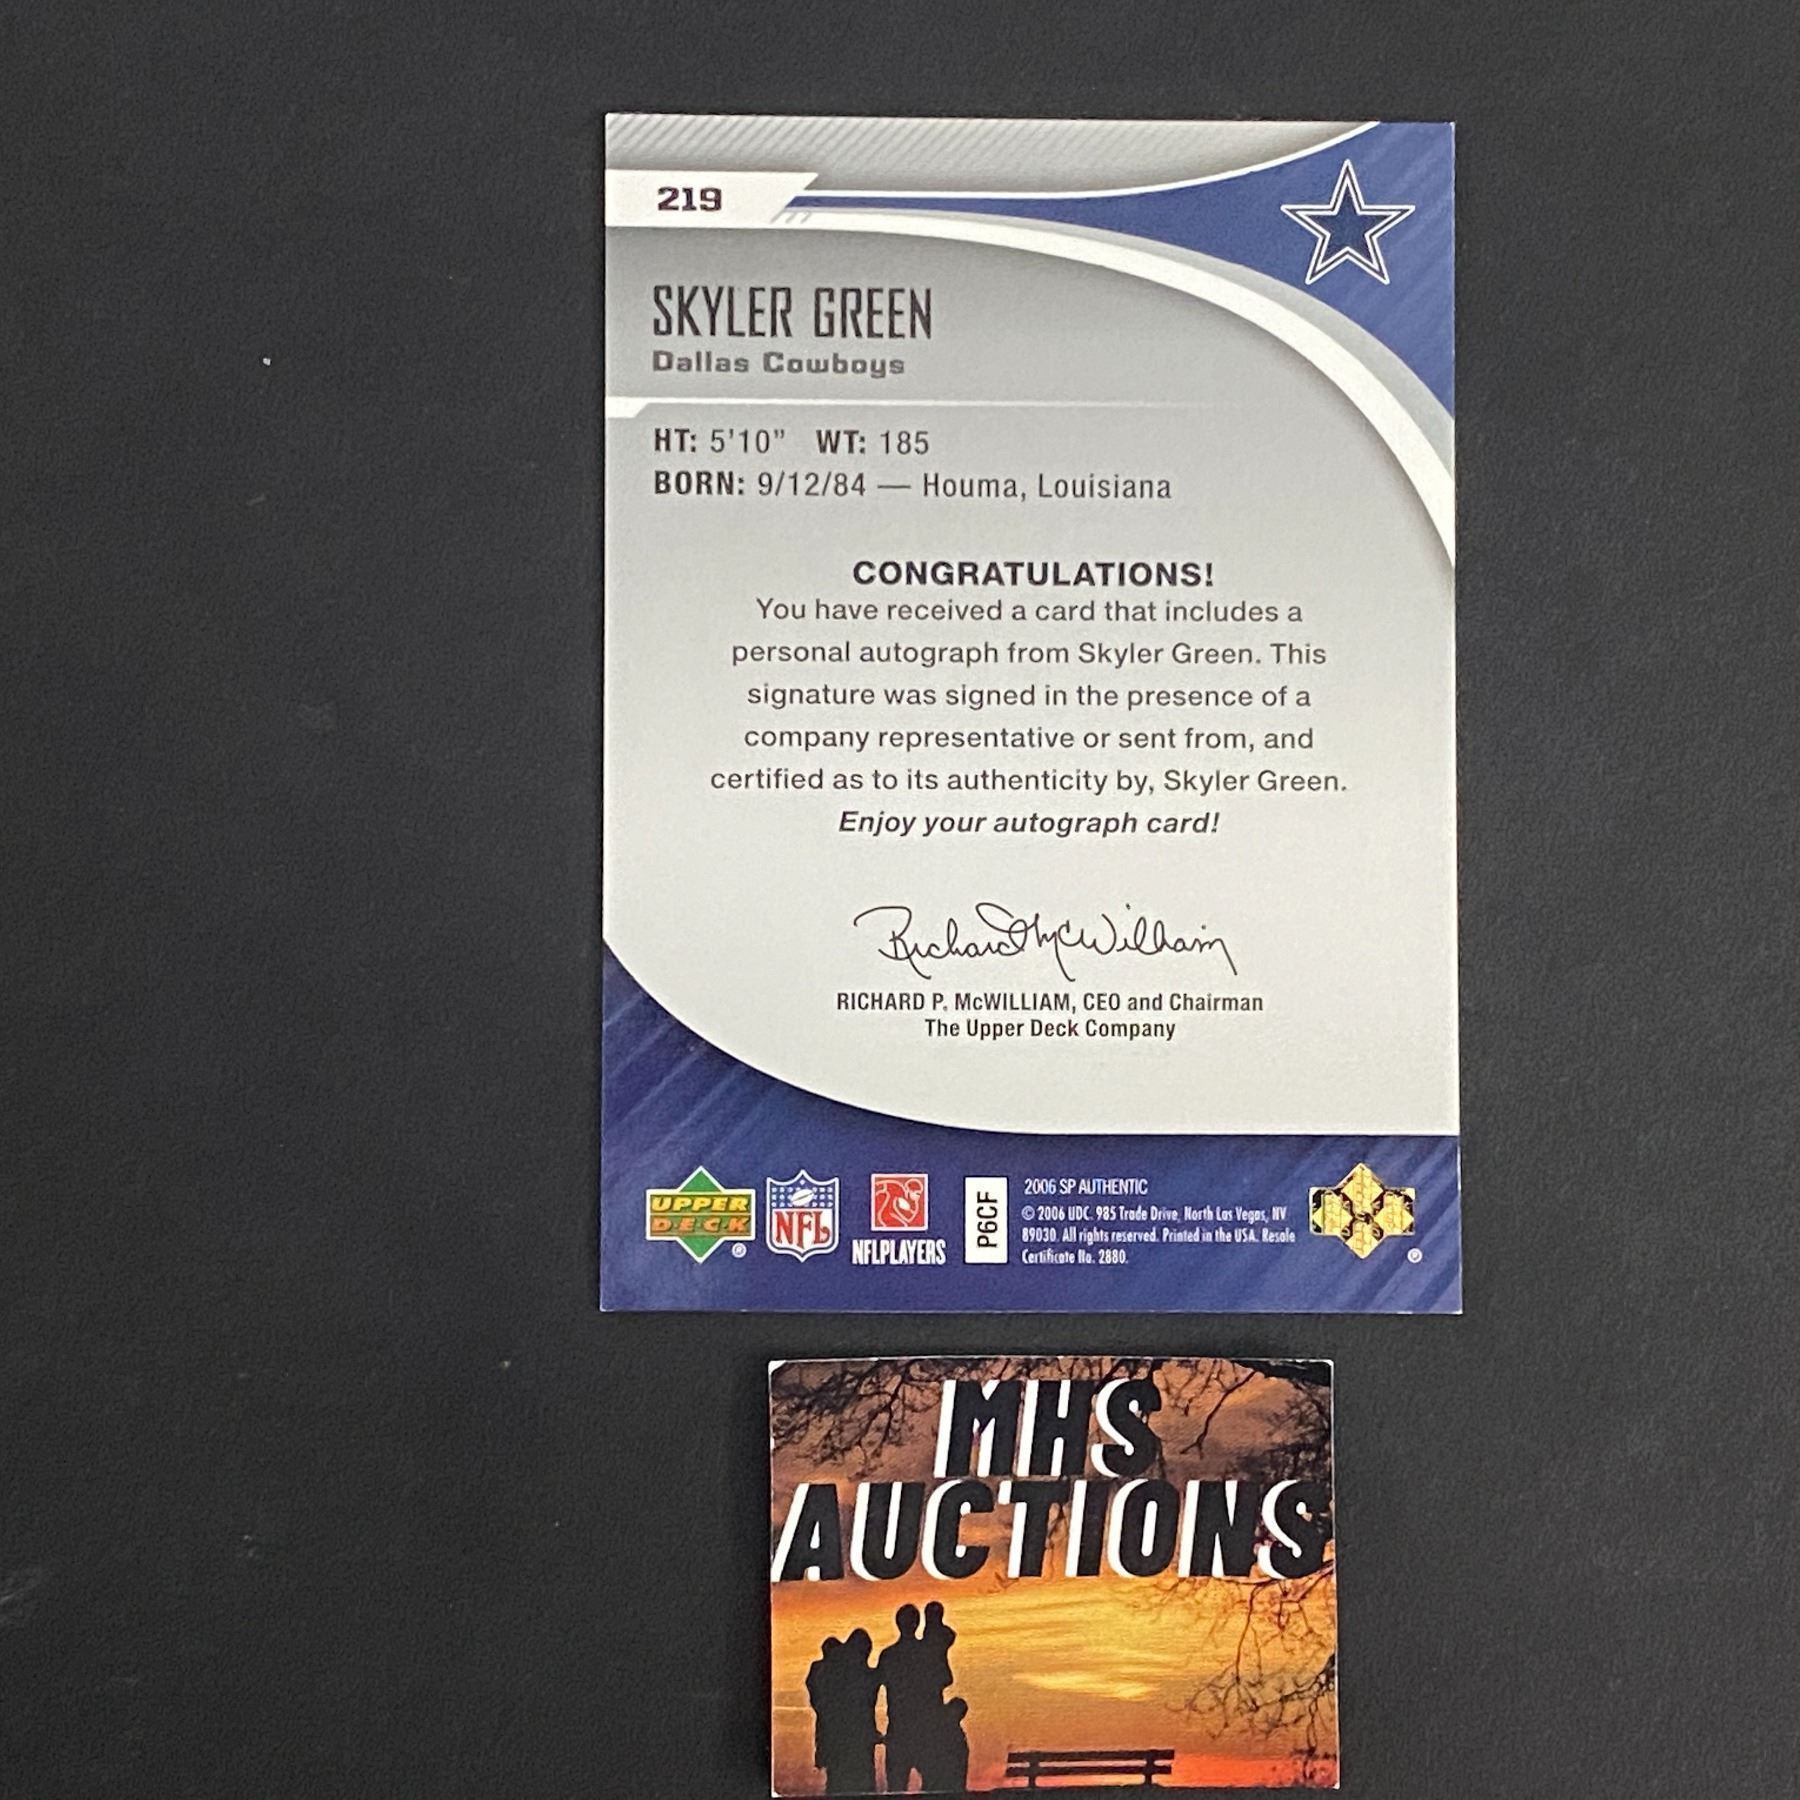 219
SKYLER GREEN
Dallas Cowboys
HT: 5'10" WT: 185
BORN: 9/12/84 — Houma, Louisiana
CONGRATULATIONS!
You have received a card that includes a
personal autograph from Skyler Green. This
signature was signed in the presence of a
company representative or sent from, and
certified as to its authenticity by, Skyler Green.
Enjoy your autograph card!
Richard McWilliam
RICHARD P. McWILLIAM, CEO and Chairman
The Upper Deck Company
UPPER
DECK
®
NFL
NFLPLAYERS
P6CF
2006 SP AUTHENTIC
© 2006 UDC. 985 Trade Drive, North Las Vegas, NV
89030. All rights reserved. Printed in the USA. Resale
Certificate No. 2880.
®
MHS
AUCTIONS